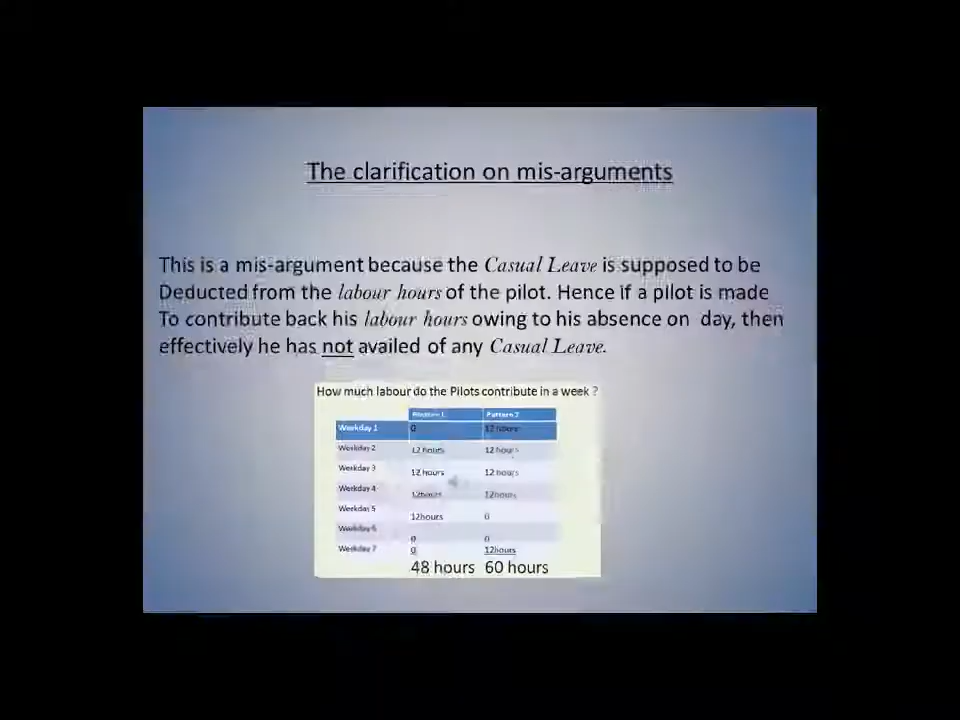 The clarification on mis-arguments
This is a mis-argument because the Casual Leave is supposed to be
Deducted from the labour hours of the pilot. Hence if a pilot is made
To contribute back his labour hours owing to his absence on day, then
effectively he has not availed of any Casual Leave.
How much labour do the Pilots contribute in a week ?
Pattern 1 Pattern 2
Weekday 1 0 12 hours
Weekday 2 12 hours 12 hours
Weekday 3 12 hours 12 hours
Weekday 4 12hours 12hours
Weekday 5 12hours 0
Weekday 6 0 0
Weekday 7 0 12hours
48 hours 60 hours